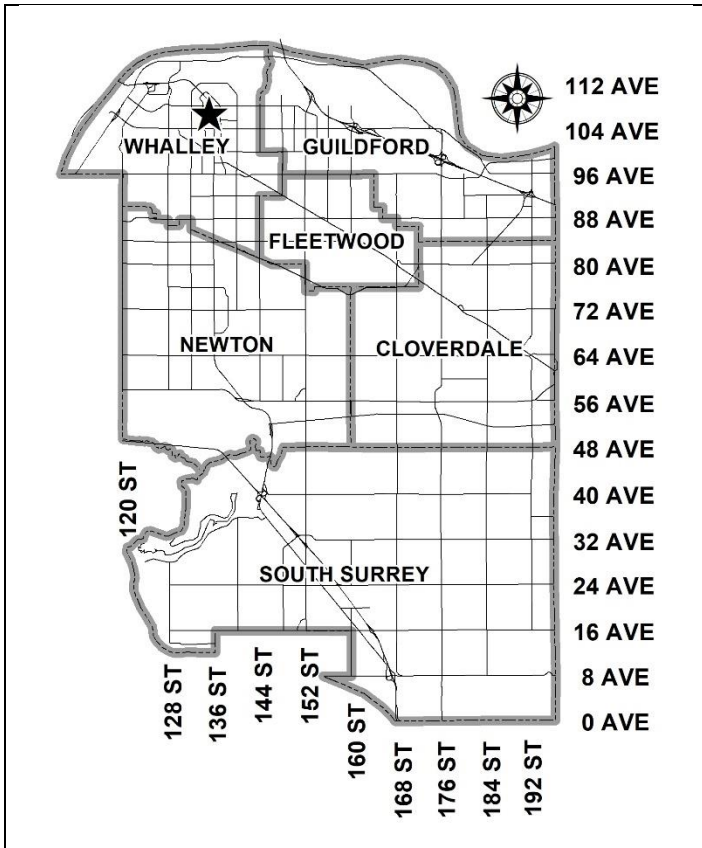 112 AVE
104 AVE
WHALLEY
GUILDFORD
96 AVE
88 AVE
FLEETWOOD
80 AVE
72 AVE
NEWTON
CLOVERDALE
64 AVE
56 AVE
48 AVE
120 ST
40 AVE
32 AVE
SOUTH SURREY
24 AVE
16 AVE
8 AVE
0 AVE
128 ST
136 ST
144 ST
152 ST
160 ST
168 ST
176 ST
184 ST
192 ST